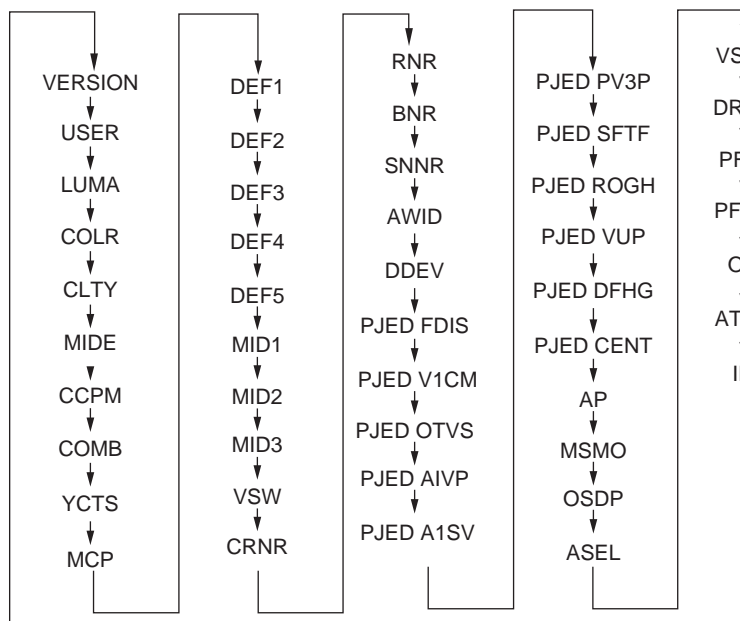 VERSION
USER
LUMA
COLR
CLTY
MIDE
CCPM
COMB
YCTS
MCP
DEF1
DEF2
DEF3
DEF4
DEF5
MID1
MID2
MID3
VSW
CRNR
RNR
BNR
SNNR
AWID
DDEV
PJED FDIS
PJED V1CM
PJED OTVS
PJED AIVP
PJED A1SV
PJED PV3P
PJED SFTF
PJED ROGH
PJED VUP
PJED DFHG
PJED CENT
AP
MSMO
OSDP
ASEL